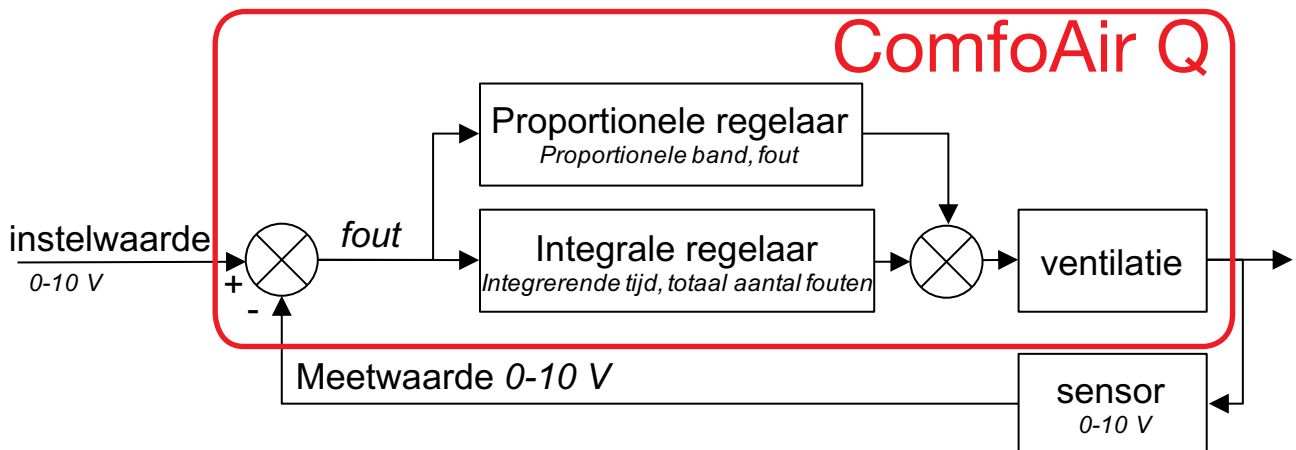 ComfoAir Q
Proportionele regelaar
Proportionele band, fout
instelwaarde
0-10 V
+
-
fout
Integrale regelaar
Integrerende tijd, totaal aantal fouten
ventilatie
Meetwaarde 0-10 V
sensor
0-10 V